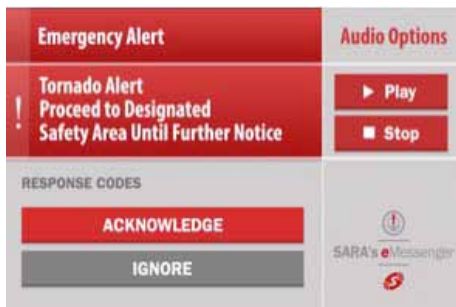 Emergency Alert
Audio Options
! Tornado Alert
Proceed to Designated
Safety Area Until Further Notice
Play
Stop
RESPONSE CODES
ACKNOWLEDGE
IGNORE
SARA's eMessenger